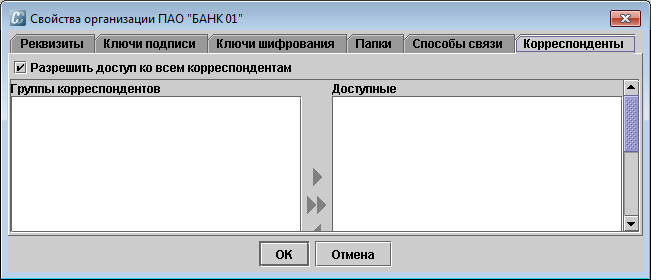 Свойства организации ПАО "БАНК 01"
Реквизиты Ключи подписи Ключи шифрования Папки Способы связи Корреспонденты
Разрешить доступ ко всем корреспондентам
Группы корреспондентов Доступные
ОК Отмена